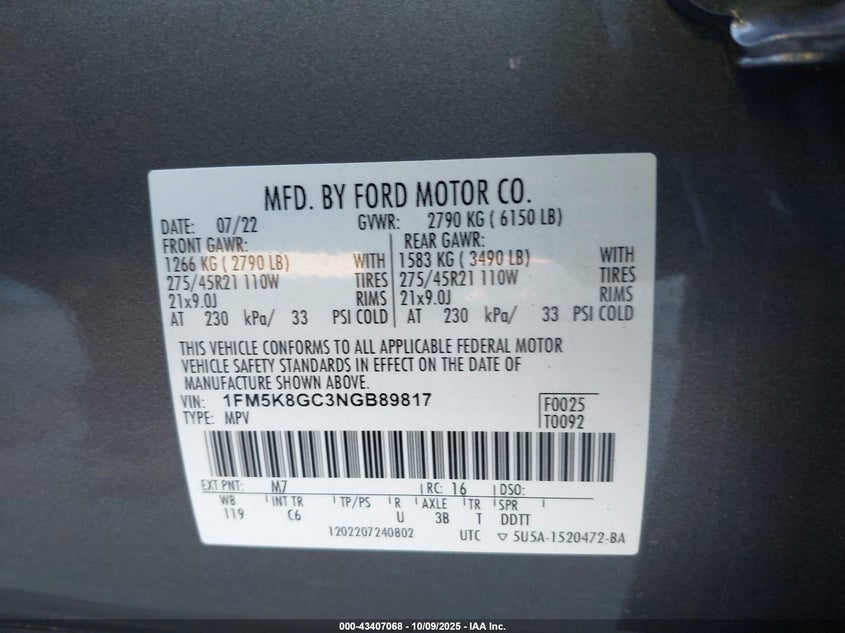 MFD. BY FORD MOTOR CO.
DATE: 07/22 GVWR: 2790 KG ( 6150 LB)
FRONT GAWR: REAR GAWR:
1266 KG ( 2790 LB) WITH 1583 KG ( 3490 LB) WITH
275/45R21 110W TIRES 275/45R21 110W TIRES
21x9.0J RIMS 21x9.0J RIMS
AT 230 kPa/ 33 PSI COLD AT 230 kPa/ 33 PSI COLD
THIS VEHICLE CONFORMS TO ALL APPLICABLE FEDERAL MOTOR
VEHICLE SAFETY STANDARDS IN EFFECT ON THE DATE OF
MANUFACTURE SHOWN ABOVE.
VIN: 1FM5K8GC3NGB89817 F0025
TYPE: MPV T0092
EXT PNT: M7 RC: 16 DSO:
WB INT TR TP/PS R AXLE TR SPR
119 C6 U 3B T DDTT
1202207240802 UTC ▽ 5U5A-1520472-BA
000-43407068 - 10/09/2025 - IAA Inc.